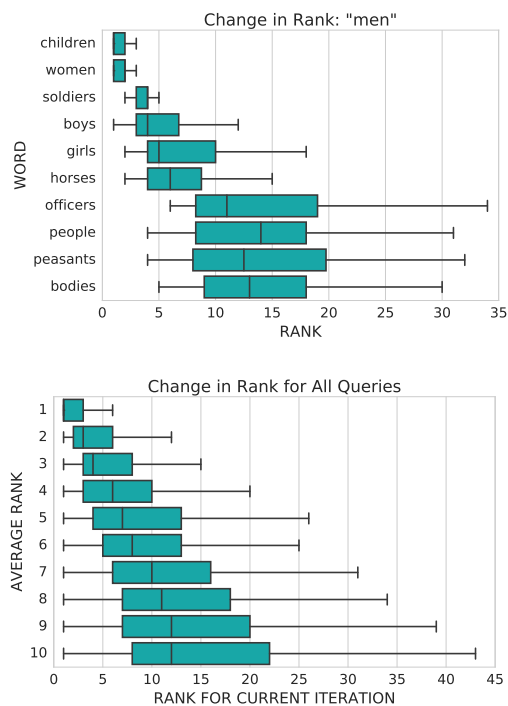 Change in Rank: "men"
WORD
children
women
soldiers
boys
girls
horses
officers
people
peasants
bodies
0 5 10 15 20 25 30 35
RANK
Change in Rank for All Queries
AVERAGE RANK
1
2
3
4
5
6
7
8
9
10
0 5 10 15 20 25 30 35 40 45
RANK FOR CURRENT ITERATION